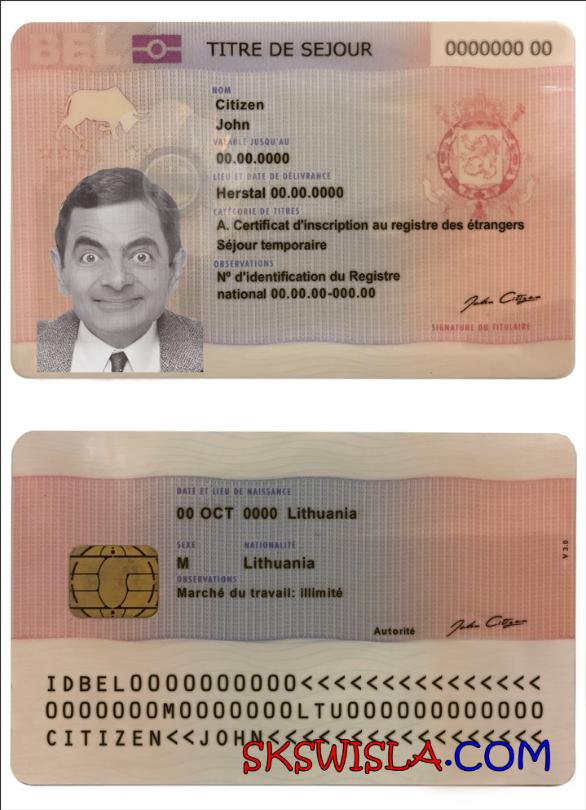 BEL TITRE DE SEJOUR 0000000 00
NOM
Citizen
John
VALABLE JUSQU'AU
00.00.0000
LIEU ET DATE DE DÉLIVRANCE
Herstal 00.00.0000
CATÉGORIE DE TITRES
A. Certificat d'inscription au registre des étrangers
Séjour temporaire
OBSERVATIONS
Nº d'identification du Registre
national 00.00.00-000.00
John Citizen
SIGNATURE DU TITULAIRE
DATE ET LIEU DE NAISSANCE
00 OCT 0000 Lithuania
SEXE NATIONALITÉ
M Lithuania
OBSERVATIONS
Marché du travail: illimité
V 3.0
Autorité John Citizen
IDBEL0000000000<<<<<<<<<<<<<<<
0000000M0000000LTU000000000000
CITIZEN<<JOHN<<<<<<<<<<<<<<<<<
SKSWISLA.COM